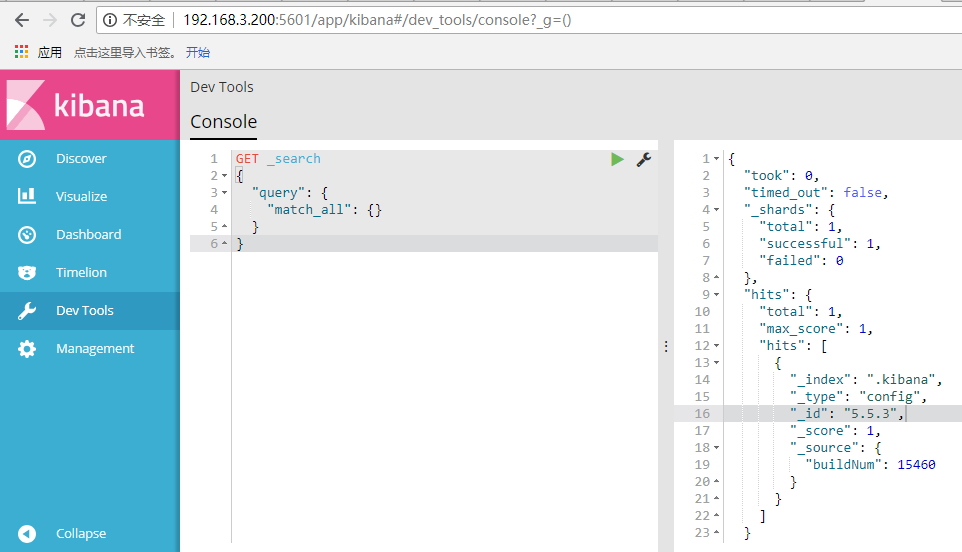 不安全 192.168.3.200:5601/app/kibana#/dev_tools/console?_g=()
应用 点击这里导入书签。 开始
kibana
Discover
Visualize
Dashboard
Timelion
Dev Tools
Management
Collapse
Dev Tools
Console
1 GET _search
2 {
3 "query": {
4 "match_all": {}
5 }
6 }
1 {
2 "took": 0,
3 "timed_out": false,
4 "_shards": {
5 "total": 1,
6 "successful": 1,
7 "failed": 0
8 },
9 "hits": {
10 "total": 1,
11 "max_score": 1,
12 "hits": [
13 {
14 "_index": ".kibana",
15 "_type": "config",
16 "_id": "5.5.3",
17 "_score": 1,
18 "_source": {
19 "buildNum": 15460
20 }
21 }
22 ]
23 }